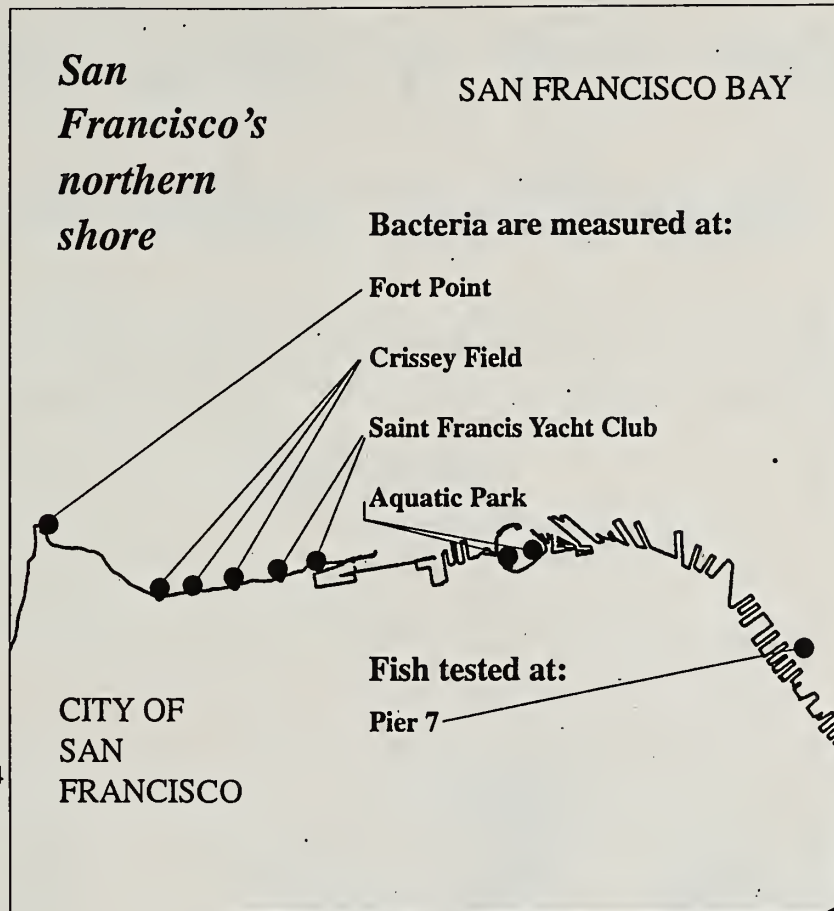 San
Francisco's
northern
shore
SAN FRANCISCO BAY
Bacteria are measured at:
Fort Point
Crissey Field
Saint Francis Yacht Club
Aquatic Park
Fish tested at:
Pier 7
CITY OF
SAN
FRANCISCO
4